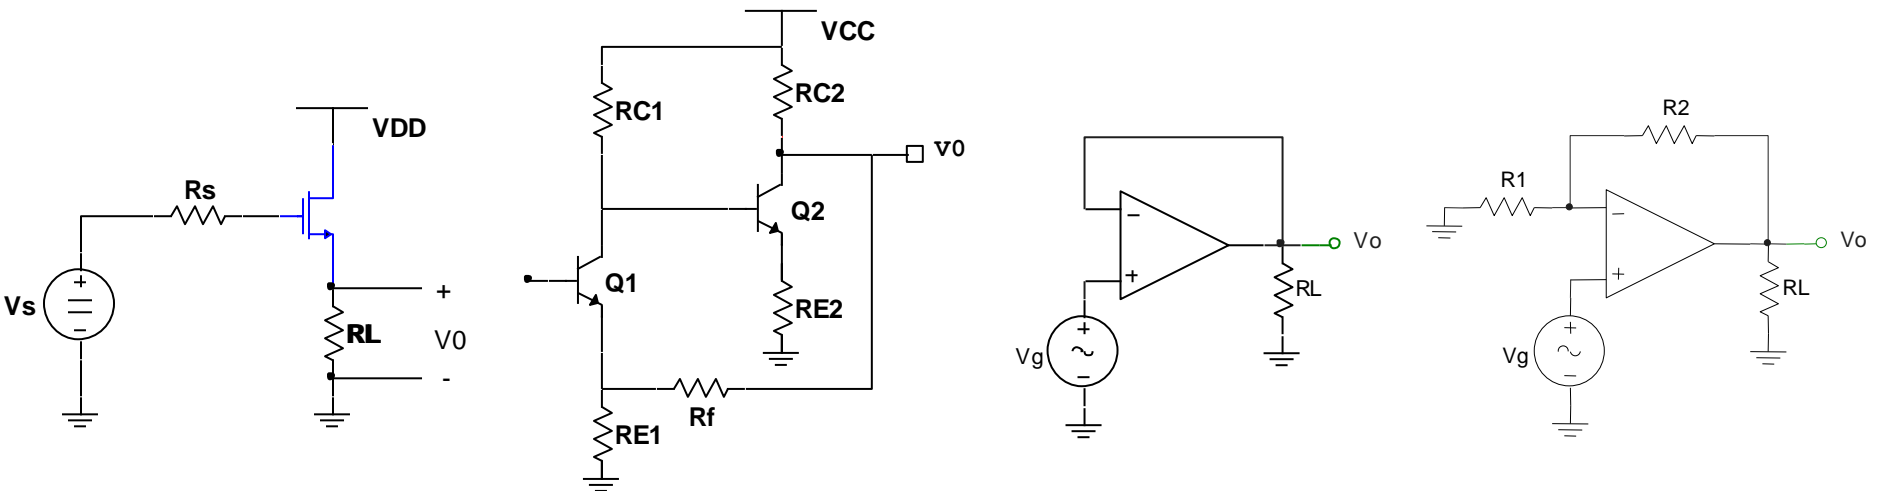 VDD
Rs
Vs
+
-
RL
+
V0
-
VCC
RC1
RC2
v0
Q2
Q1
RE2
Rf
RE1
-
+
Vo
RL
Vg
+
-
R2
R1
-
+
Vo
RL
Vg
+
-